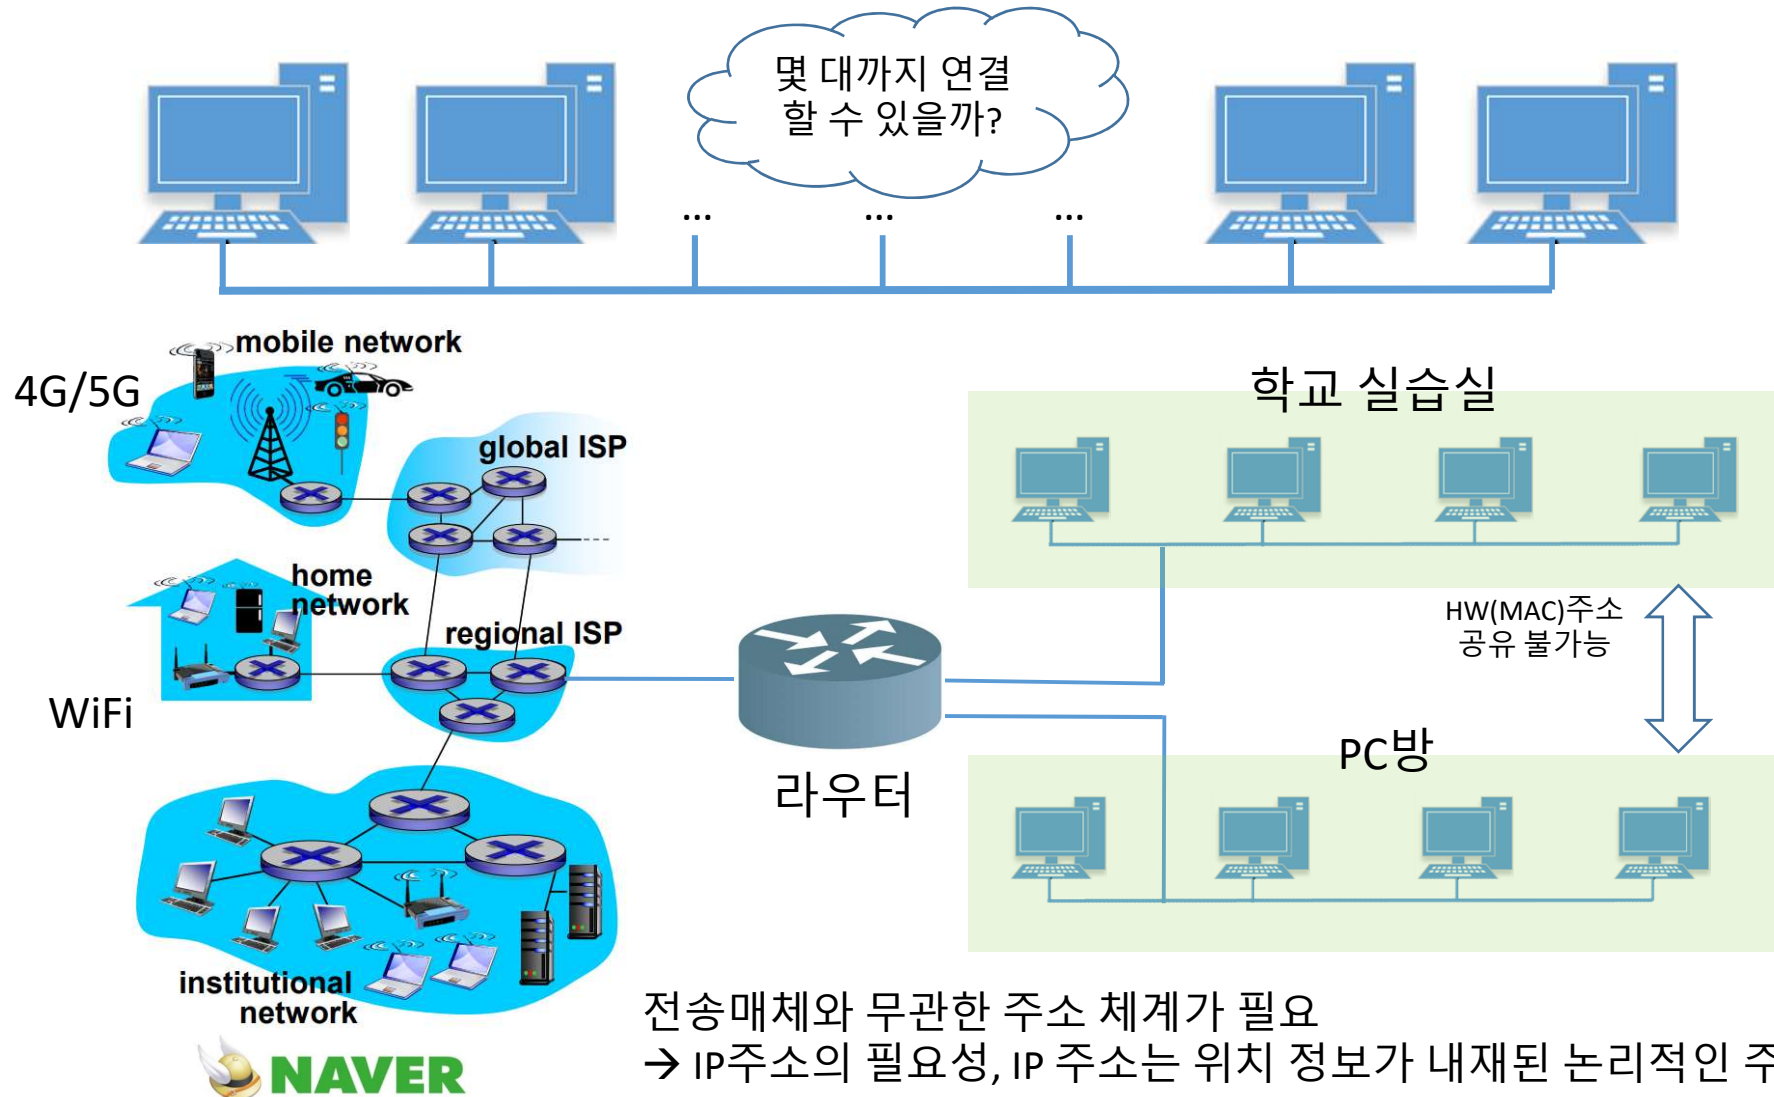 몇 대까지 연결
할 수 있을까?
... ... ...
mobile network
4G/5G
global ISP
home
network
regional ISP
WiFi
institutional
network
NAVER
라우터
학교 실습실
HW(MAC)주소
공유 불가능
PC방
전송매체와 무관한 주소 체계가 필요
→ IP주소의 필요성, IP 주소는 위치 정보가 내재된 논리적인